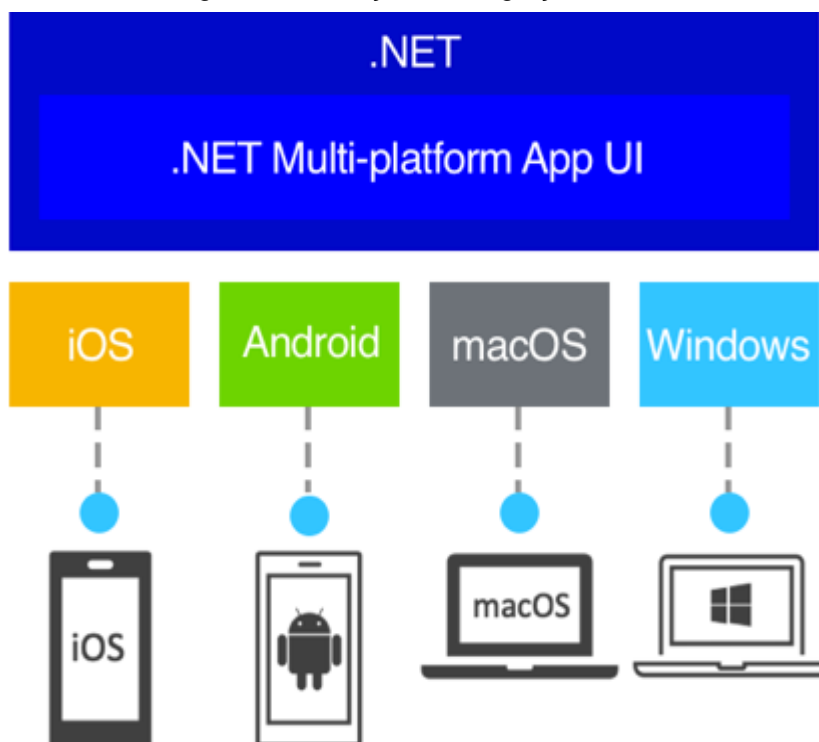 .NET
.NET Multi-platform App UI
iOS
Android
macOS
Windows
iOS
macOS